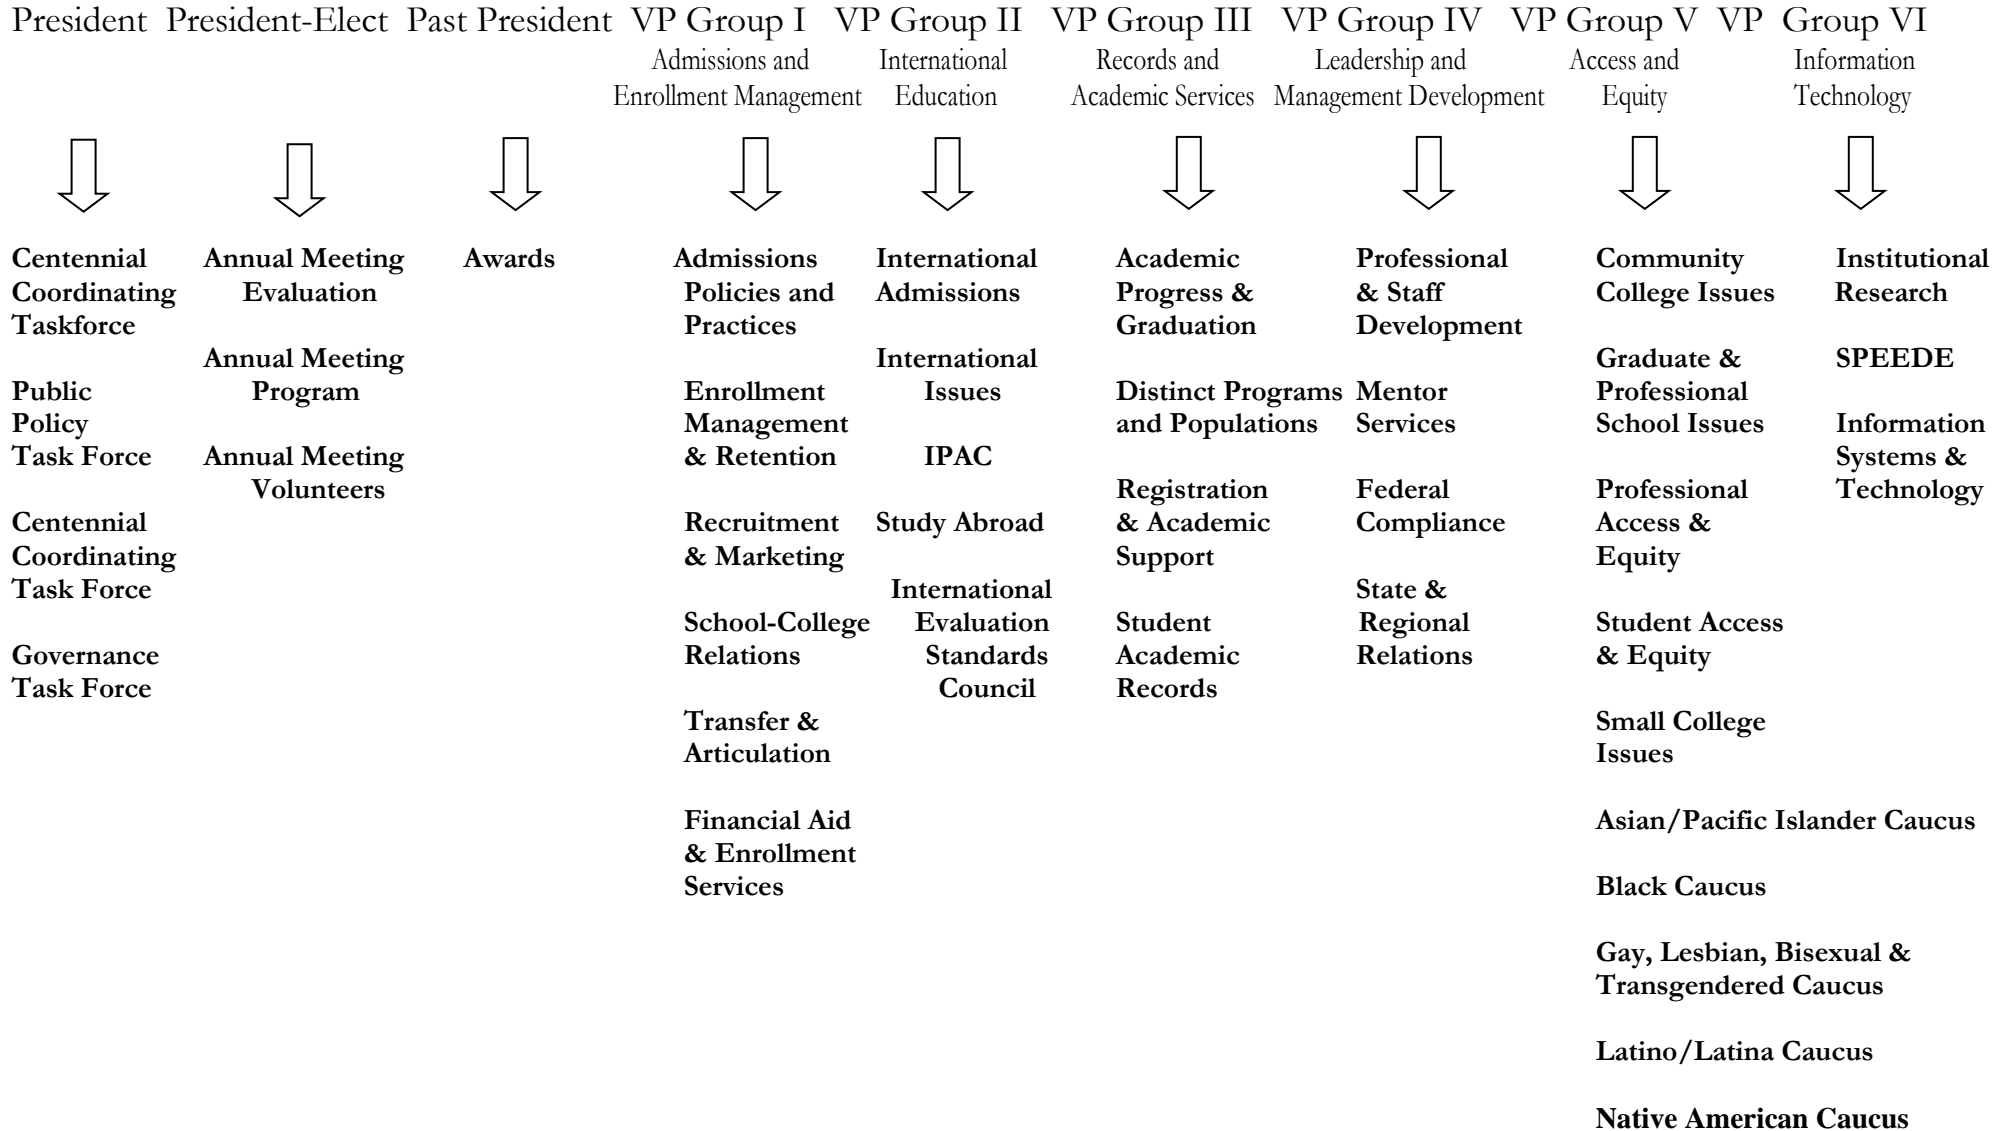 President President-Elect Past President VP Group I VP Group II VP Group III VP Group IV VP Group V VP Group VI
Admissions and
Enrollment Management
International
Education
Records and
Academic Services
Leadership and
Management Development
Access and
Equity
Information
Technology
Centennial
Coordinating
Taskforce
Public
Policy
Task Force
Centennial
Coordinating
Task Force
Governance
Task Force
Annual Meeting
Evaluation
Annual Meeting
Program
Annual Meeting
Volunteers
Awards
Admissions
Policies and
Practices
Enrollment
Management
& Retention
Recruitment
& Marketing
School-College
Relations
Transfer &
Articulation
Financial Aid
& Enrollment
Services
International
Admissions
International
Issues
IPAC
Study Abroad
International
Evaluation
Standards
Council
Academic
Progress &
Graduation
Distinct Programs
and Populations
Registration
& Academic
Support
Student
Academic
Records
Professional
& Staff
Development
Mentor
Services
Federal
Compliance
State &
Regional
Relations
Community
College Issues
Graduate &
Professional
School Issues
Professional
Access &
Equity
Student Access
& Equity
Small College
Issues
Asian/Pacific Islander Caucus
Black Caucus
Gay, Lesbian, Bisexual &
Transgendered Caucus
Latino/Latina Caucus
Native American Caucus
Institutional
Research
SPEEDE
Information
Systems &
Technology